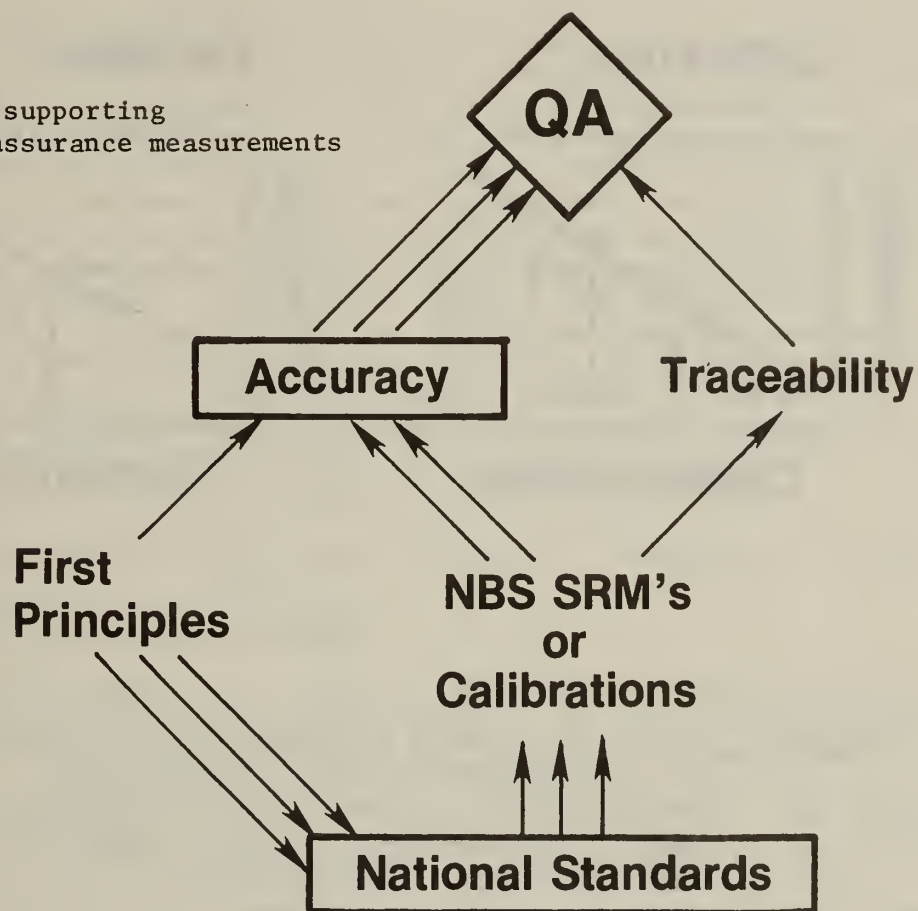 supporting
assurance measurements
QA
Accuracy
Traceability
First
Principles
NBS SRM's
or
Calibrations
National Standards